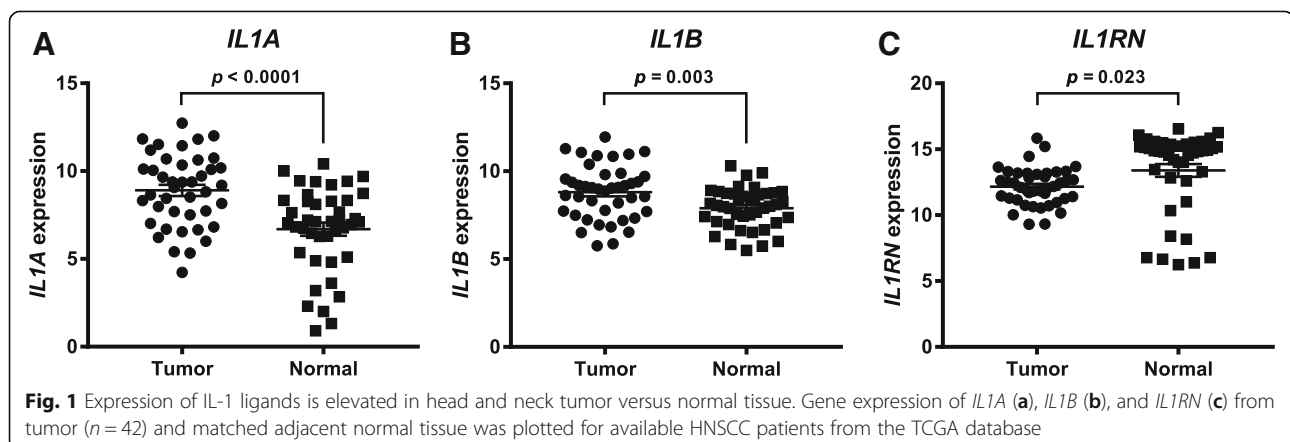 A
IL1A
p < 0.0001
15
10
5
0
IL1A expression
Tumor
Normal
B
IL1B
p = 0.003
15
10
5
0
IL1B expression
Tumor
Normal
C
IL1RN
p = 0.023
20
15
10
5
0
IL1RN expression
Tumor
Normal
Fig. 1 Expression of IL-1 ligands is elevated in head and neck tumor versus normal tissue. Gene expression of IL1A (a), IL1B (b), and IL1RN (c) from
tumor (n = 42) and matched adjacent normal tissue was plotted for available HNSCC patients from the TCGA database